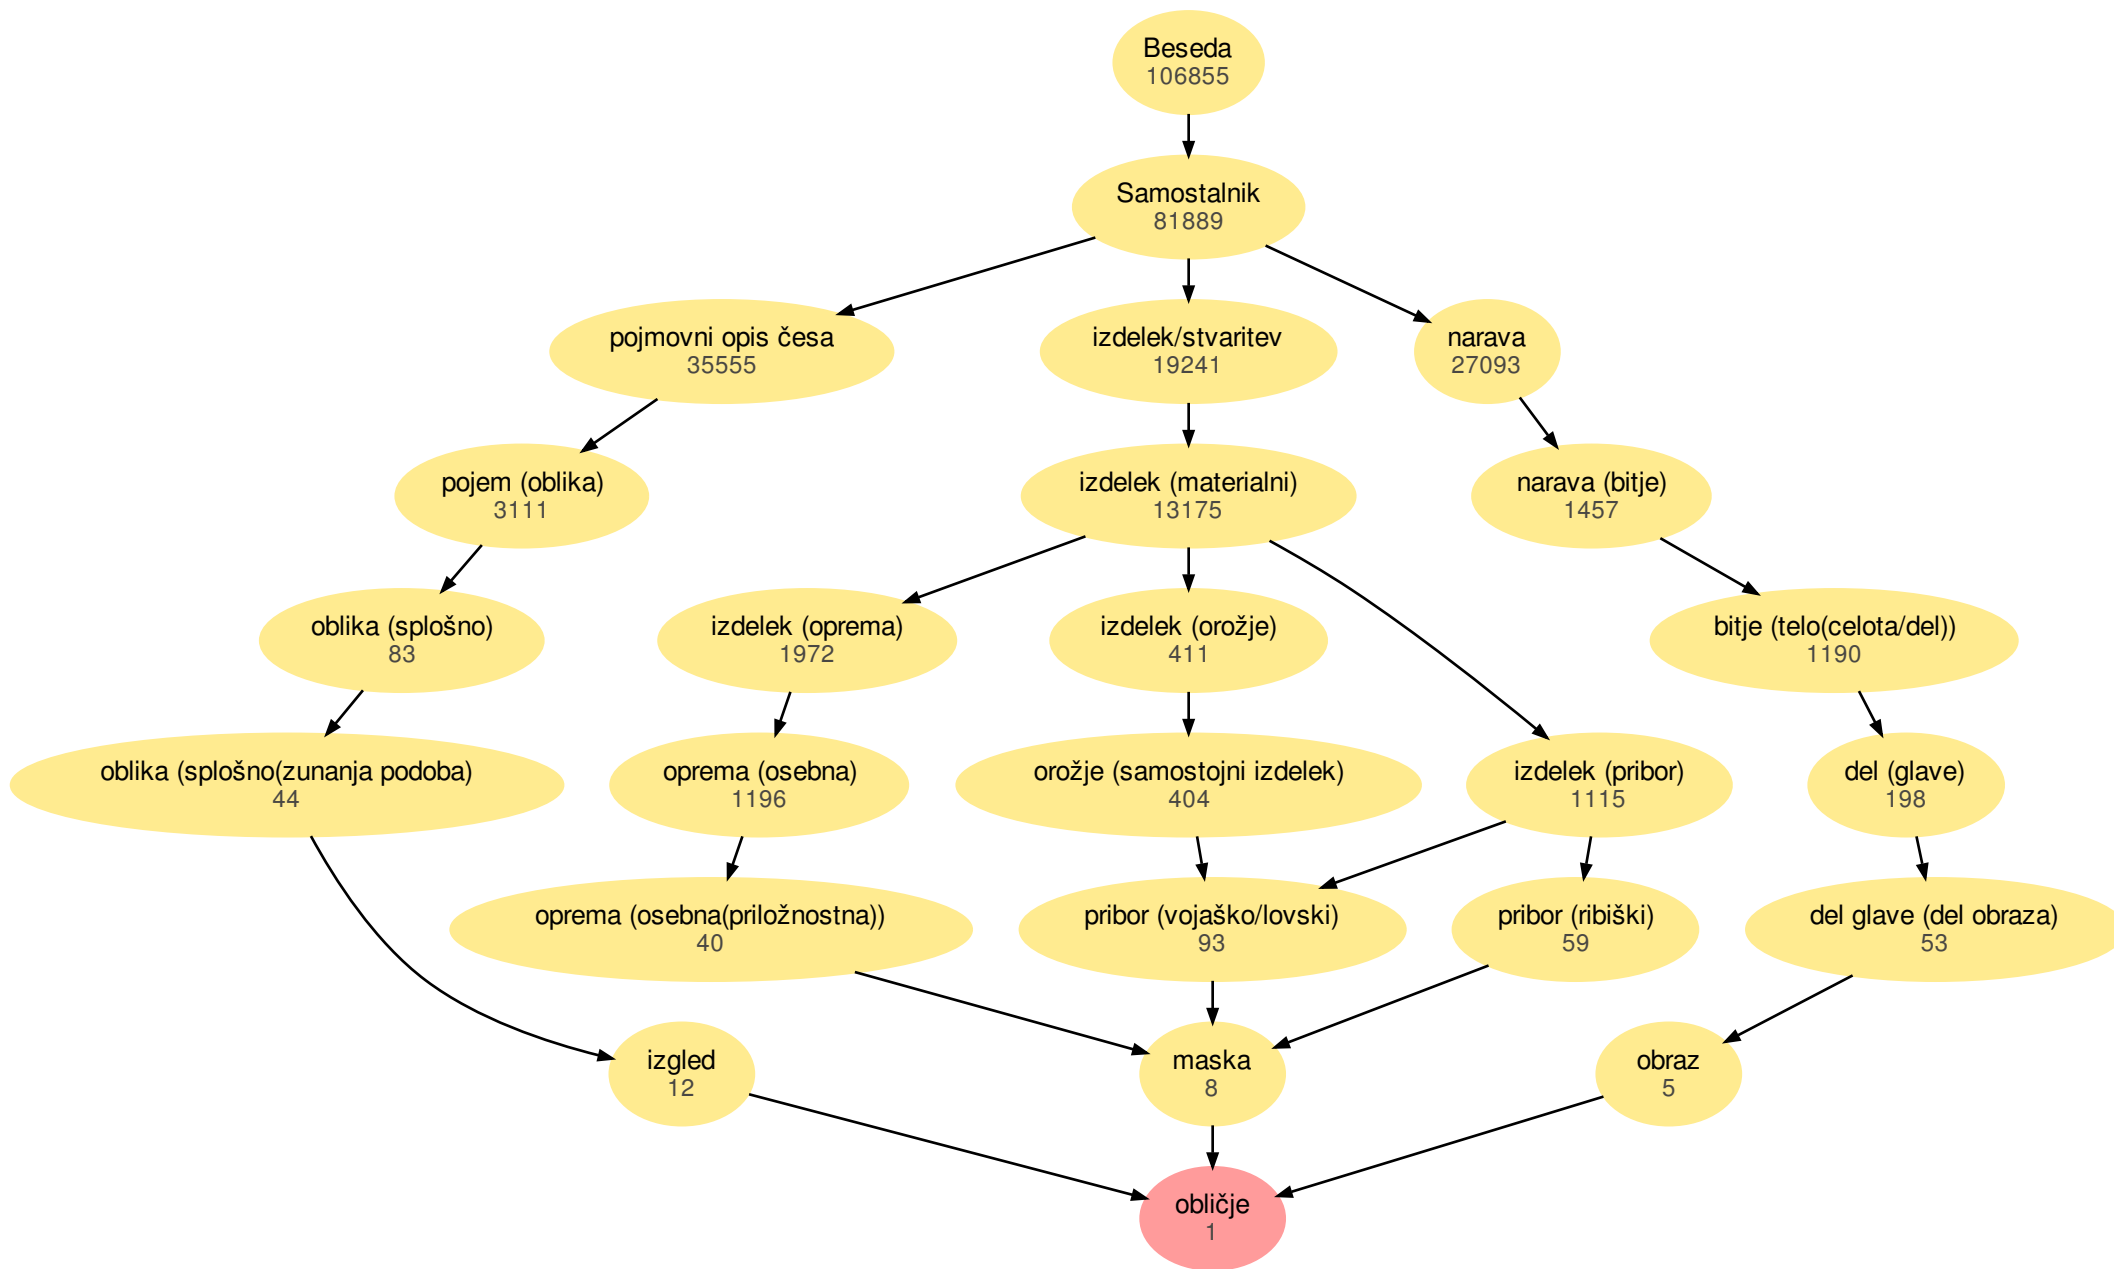 Beseda
106855
Samostalnik
81889
pojmovni opis česa
35555
izdelek/stvaritev
19241
narava
27093
pojem (oblika)
3111
izdelek (materialni)
13175
narava (bitje)
1457
oblika (splošno)
83
izdelek (oprema)
1972
izdelek (orožje)
411
bitje (telo(celota/del))
1190
oblika (splošno(zunanja podoba)
44
oprema (osebna)
1196
orožje (samostojni izdelek)
404
izdelek (pribor)
1115
del (glave)
198
oprema (osebna(priložnostna))
40
pribor (vojaško/lovski)
93
pribor (ribiški)
59
del glave (del obraza)
53
izgled
12
maska
8
obraz
5
obličje
1